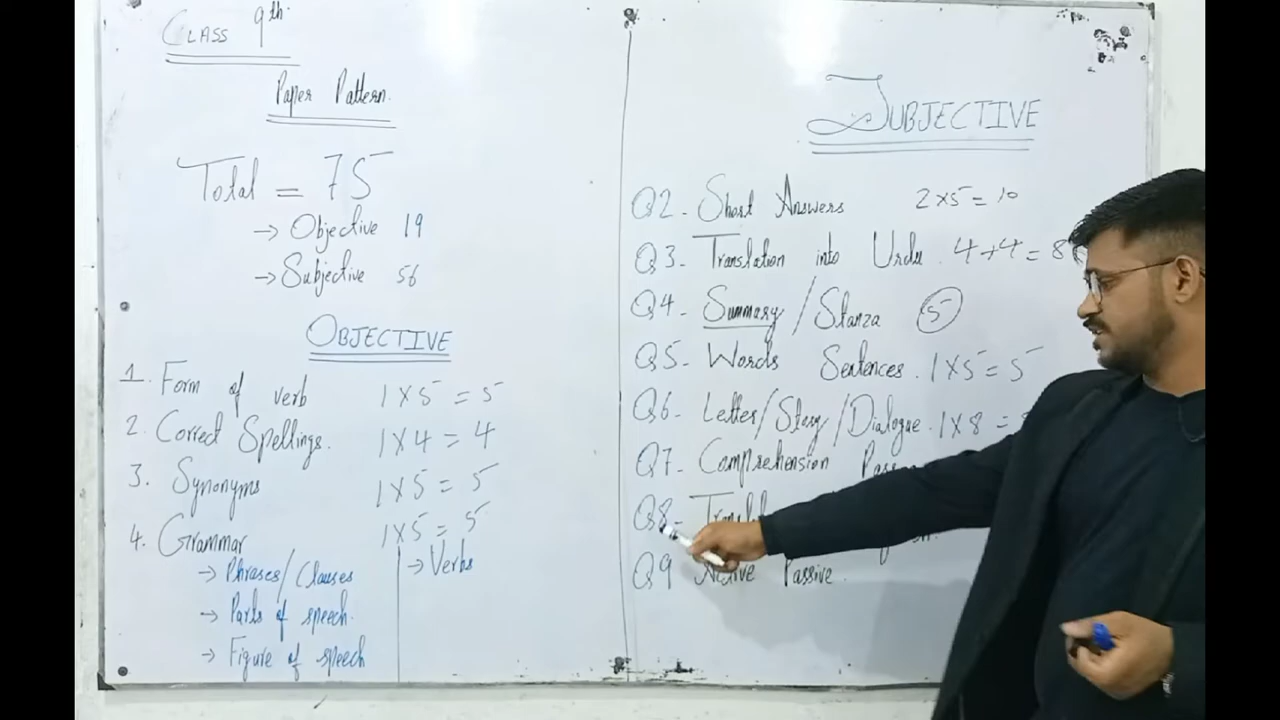 Class 9th.
Paper Pattern.
Total = 75
→ Objective 19
→ Subjective 56
OBJECTIVE
1. Form of verb 1×5 = 5
2. Correct Spellings. 1×4 = 4
3. Synonyms 1×5 = 5
4. Grammar 1×5 = 5
→ Phrases/Clauses → Verbs
→ Parts of speech.
→ Figure of speech
SUBJECTIVE
Q2- Short Answers 2×5 = 10
Q3- Translation into Urdu. 4+4 = 8
Q4- Summary/Stanza 5
Q5- Words Sentences. 1×5 = 5
Q6- Letter/Story/Dialogue. 1×8 =
Q7- Comprehension
Q8-
Q9 Active Passive.